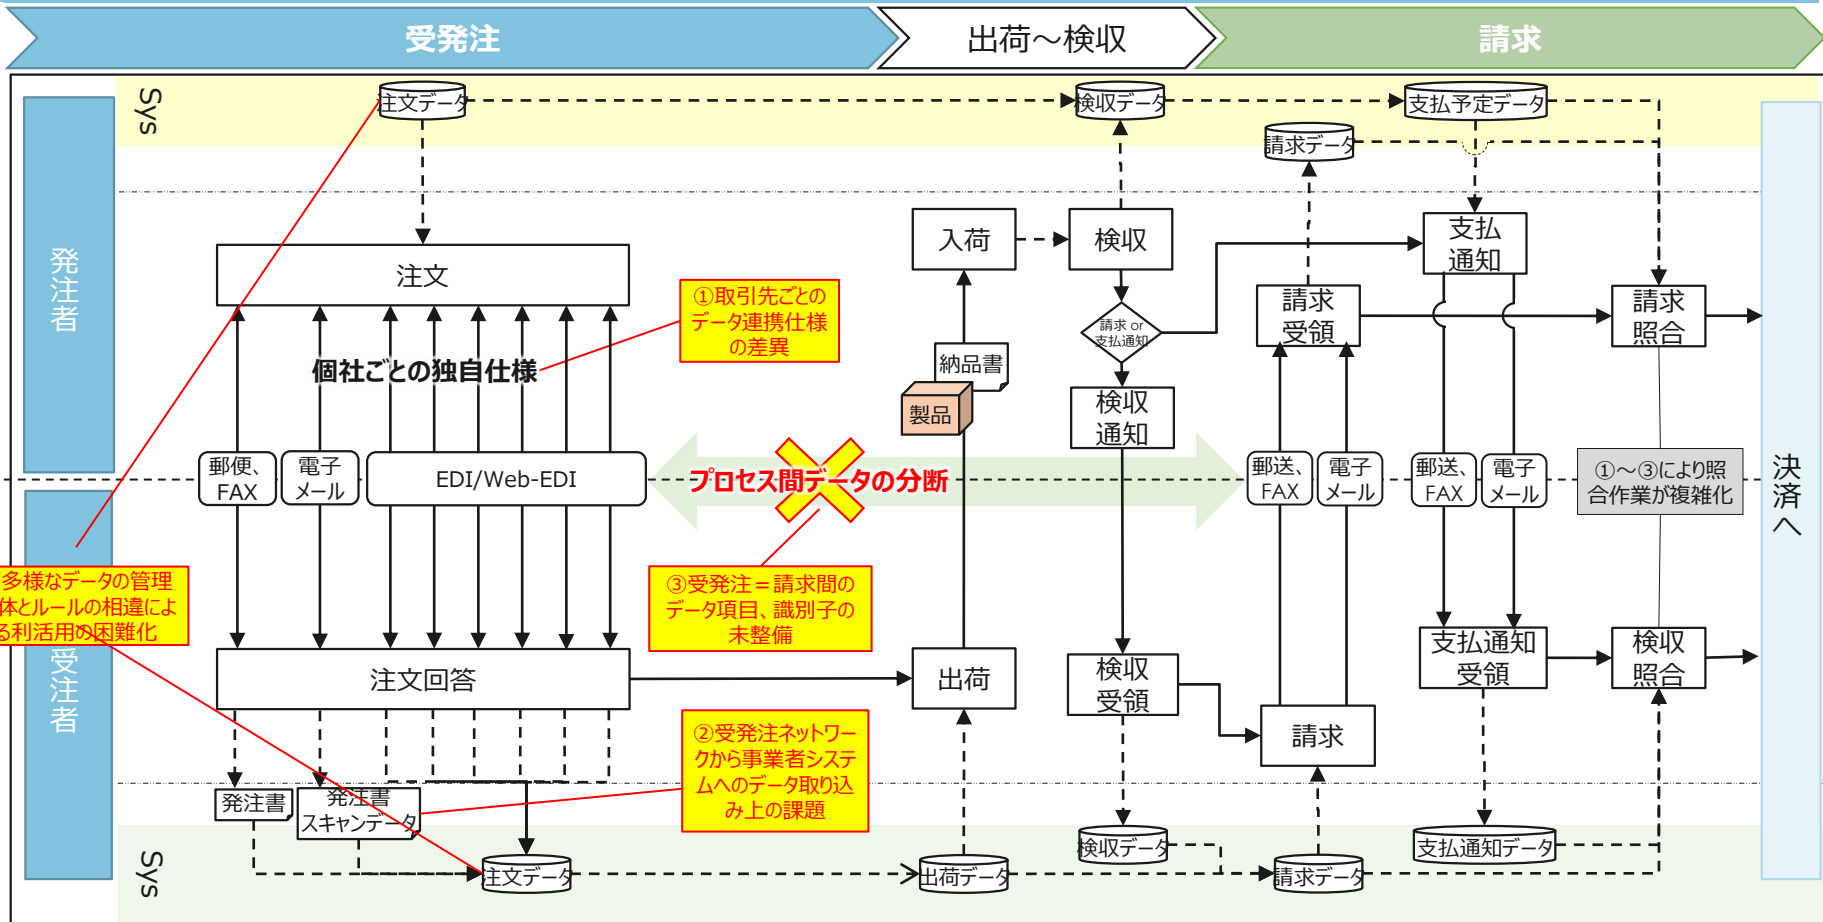 受発注
出荷～検収
請求
Sys
注文データ
検収データ
支払予定データ
請求データ
発注者
注文
入荷
検収
支払
通知
請求
受領
請求
照合
①取引先ごとの
データ連携仕様
の差異
請求 or
支払通知
個社ごとの独自仕様
納品書
製品
検収
通知
郵便、
FAX
電子
メール
EDI/Web-EDI
プロセス間データの分断
郵送、
FAX
電子
メール
郵送、
FAX
電子
メール
①～③により照
合作業が複雑化
決済へ
多様なデータの管理
体とルールの相違によ
る利活用の困難化
③受発注＝請求間の
データ項目、識別子の
未整備
受注者
注文回答
出荷
検収
受領
支払通知
受領
検収
照合
請求
②受発注ネットワー
クから事業者システ
ムへのデータ取り込
み上の課題
発注書
発注書
スキャンデータ
Sys
注文データ
出荷データ
検収データ
請求データ
支払通知データ